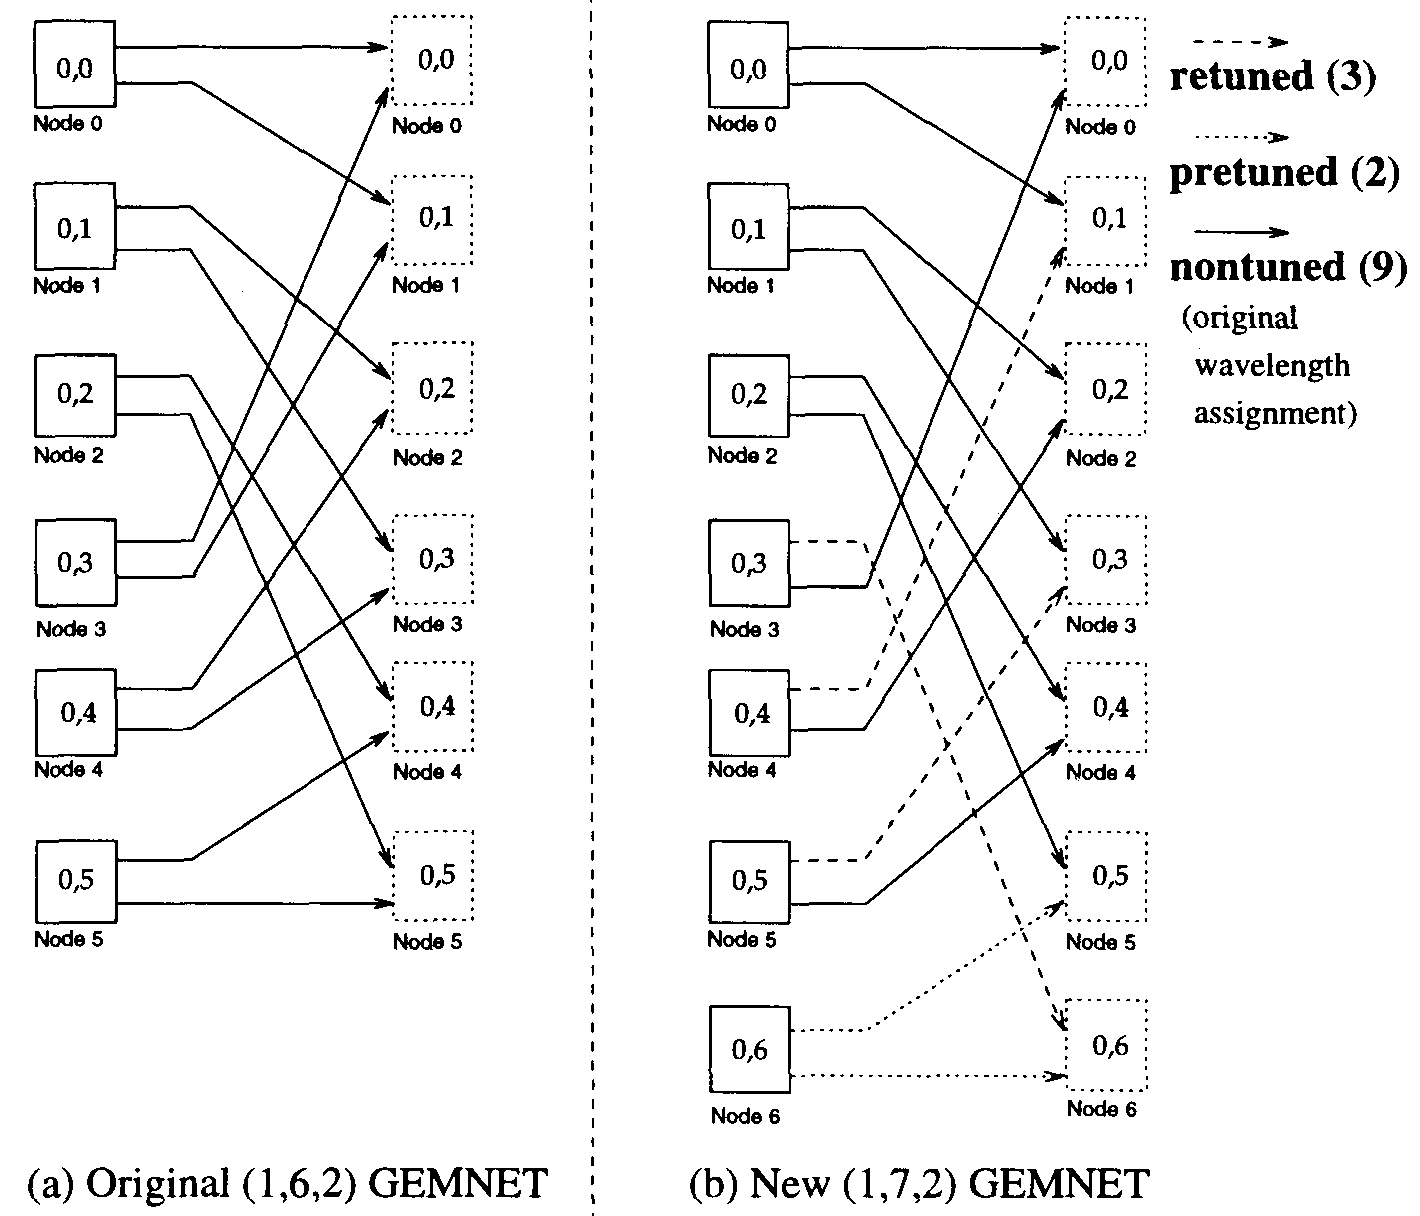 0,0
Node 0
0,1
Node 1
0,2
Node 2
0,3
Node 3
0,4
Node 4
0,5
Node 5
0,0
Node 0
0,1
Node 1
0,2
Node 2
0,3
Node 3
0,4
Node 4
0,5
Node 5
(a) Original (1,6,2) GEMNET
0,0
Node 0
0,1
Node 1
0,2
Node 2
0,3
Node 3
0,4
Node 4
0,5
Node 5
0,6
Node 6
0,0
Node 0
0,1
Node 1
0,2
Node 2
0,3
Node 3
0,4
Node 4
0,5
Node 5
0,6
Node 6
(b) New (1,7,2) GEMNET
retuned (3)
pretuned (2)
nontuned (9)
(original
wavelength
assignment)